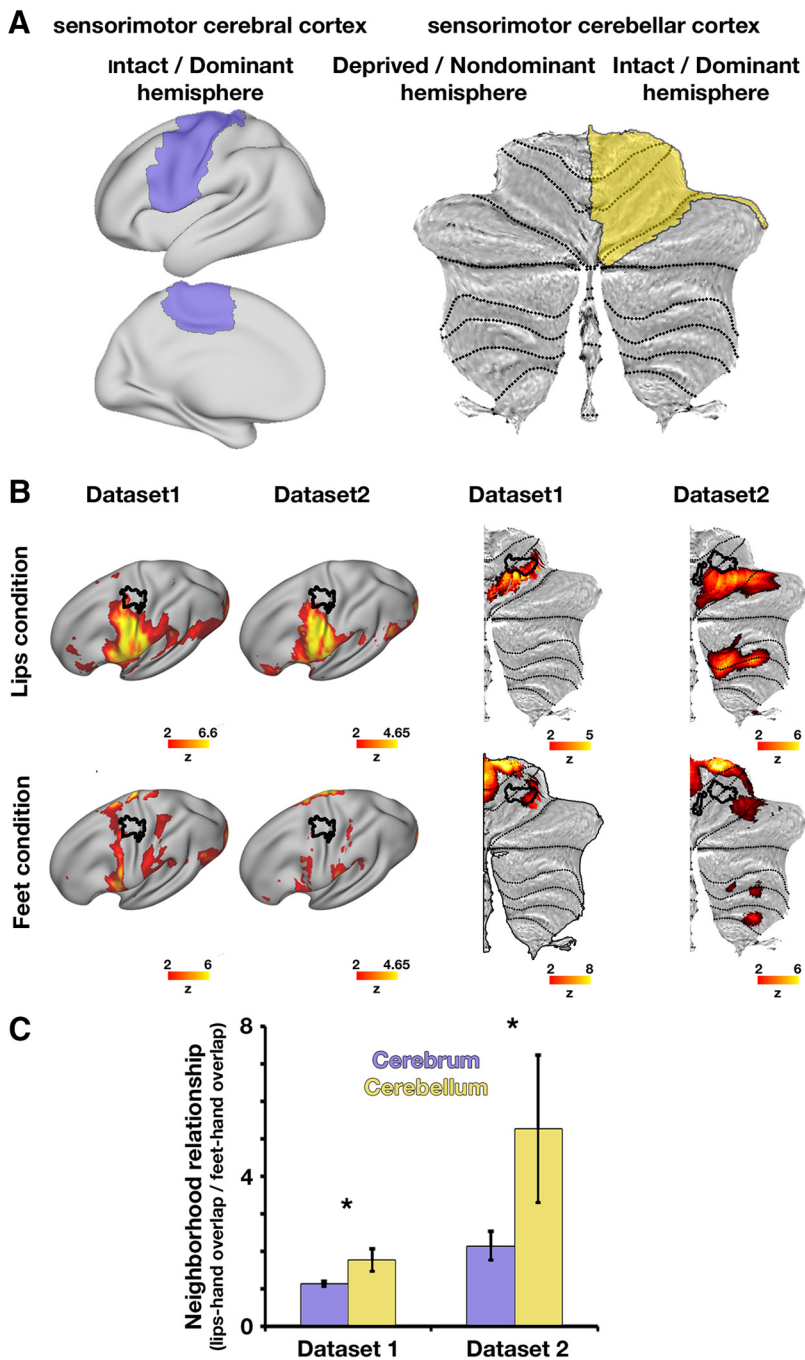 A
sensorimotor cerebral cortex
sensorimotor cerebellar cortex
Intact / Dominant
hemisphere
Deprived / Nondominant
hemisphere
Intact / Dominant
hemisphere
B
Dataset1
Dataset2
Dataset1
Dataset2
Lips condition
2 6.6
z
2 4.65
z
2 5
z
2 6
z
Feet condition
2 6
z
2 4.65
z
2 8
z
2 6
z
C
Neighborhood relationship
(lips-hand overlap / feet-hand overlap)
8
4
0
Cerebrum
Cerebellum
*
*
Dataset 1
Dataset 2